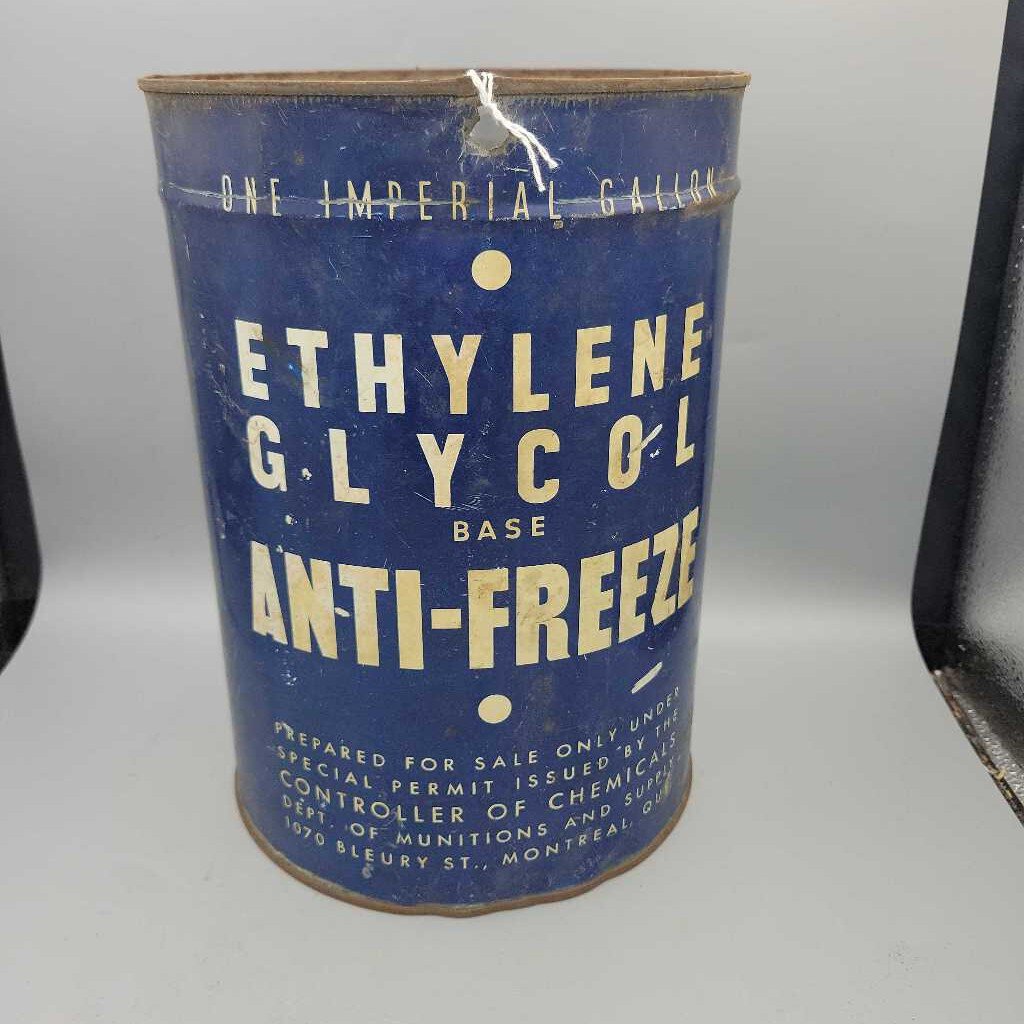 ONE IMPERIAL GALLON
ETHYLENE
GLYCOL
BASE
ANTI-FREEZE
PREPARED FOR SALE ONLY UNDER
SPECIAL PERMIT ISSUED BY THE
CONTROLLER OF CHEMICALS
DEPT. OF MUNITIONS AND SUPPLY
1070 BLEURY ST., MONTREAL, QUE